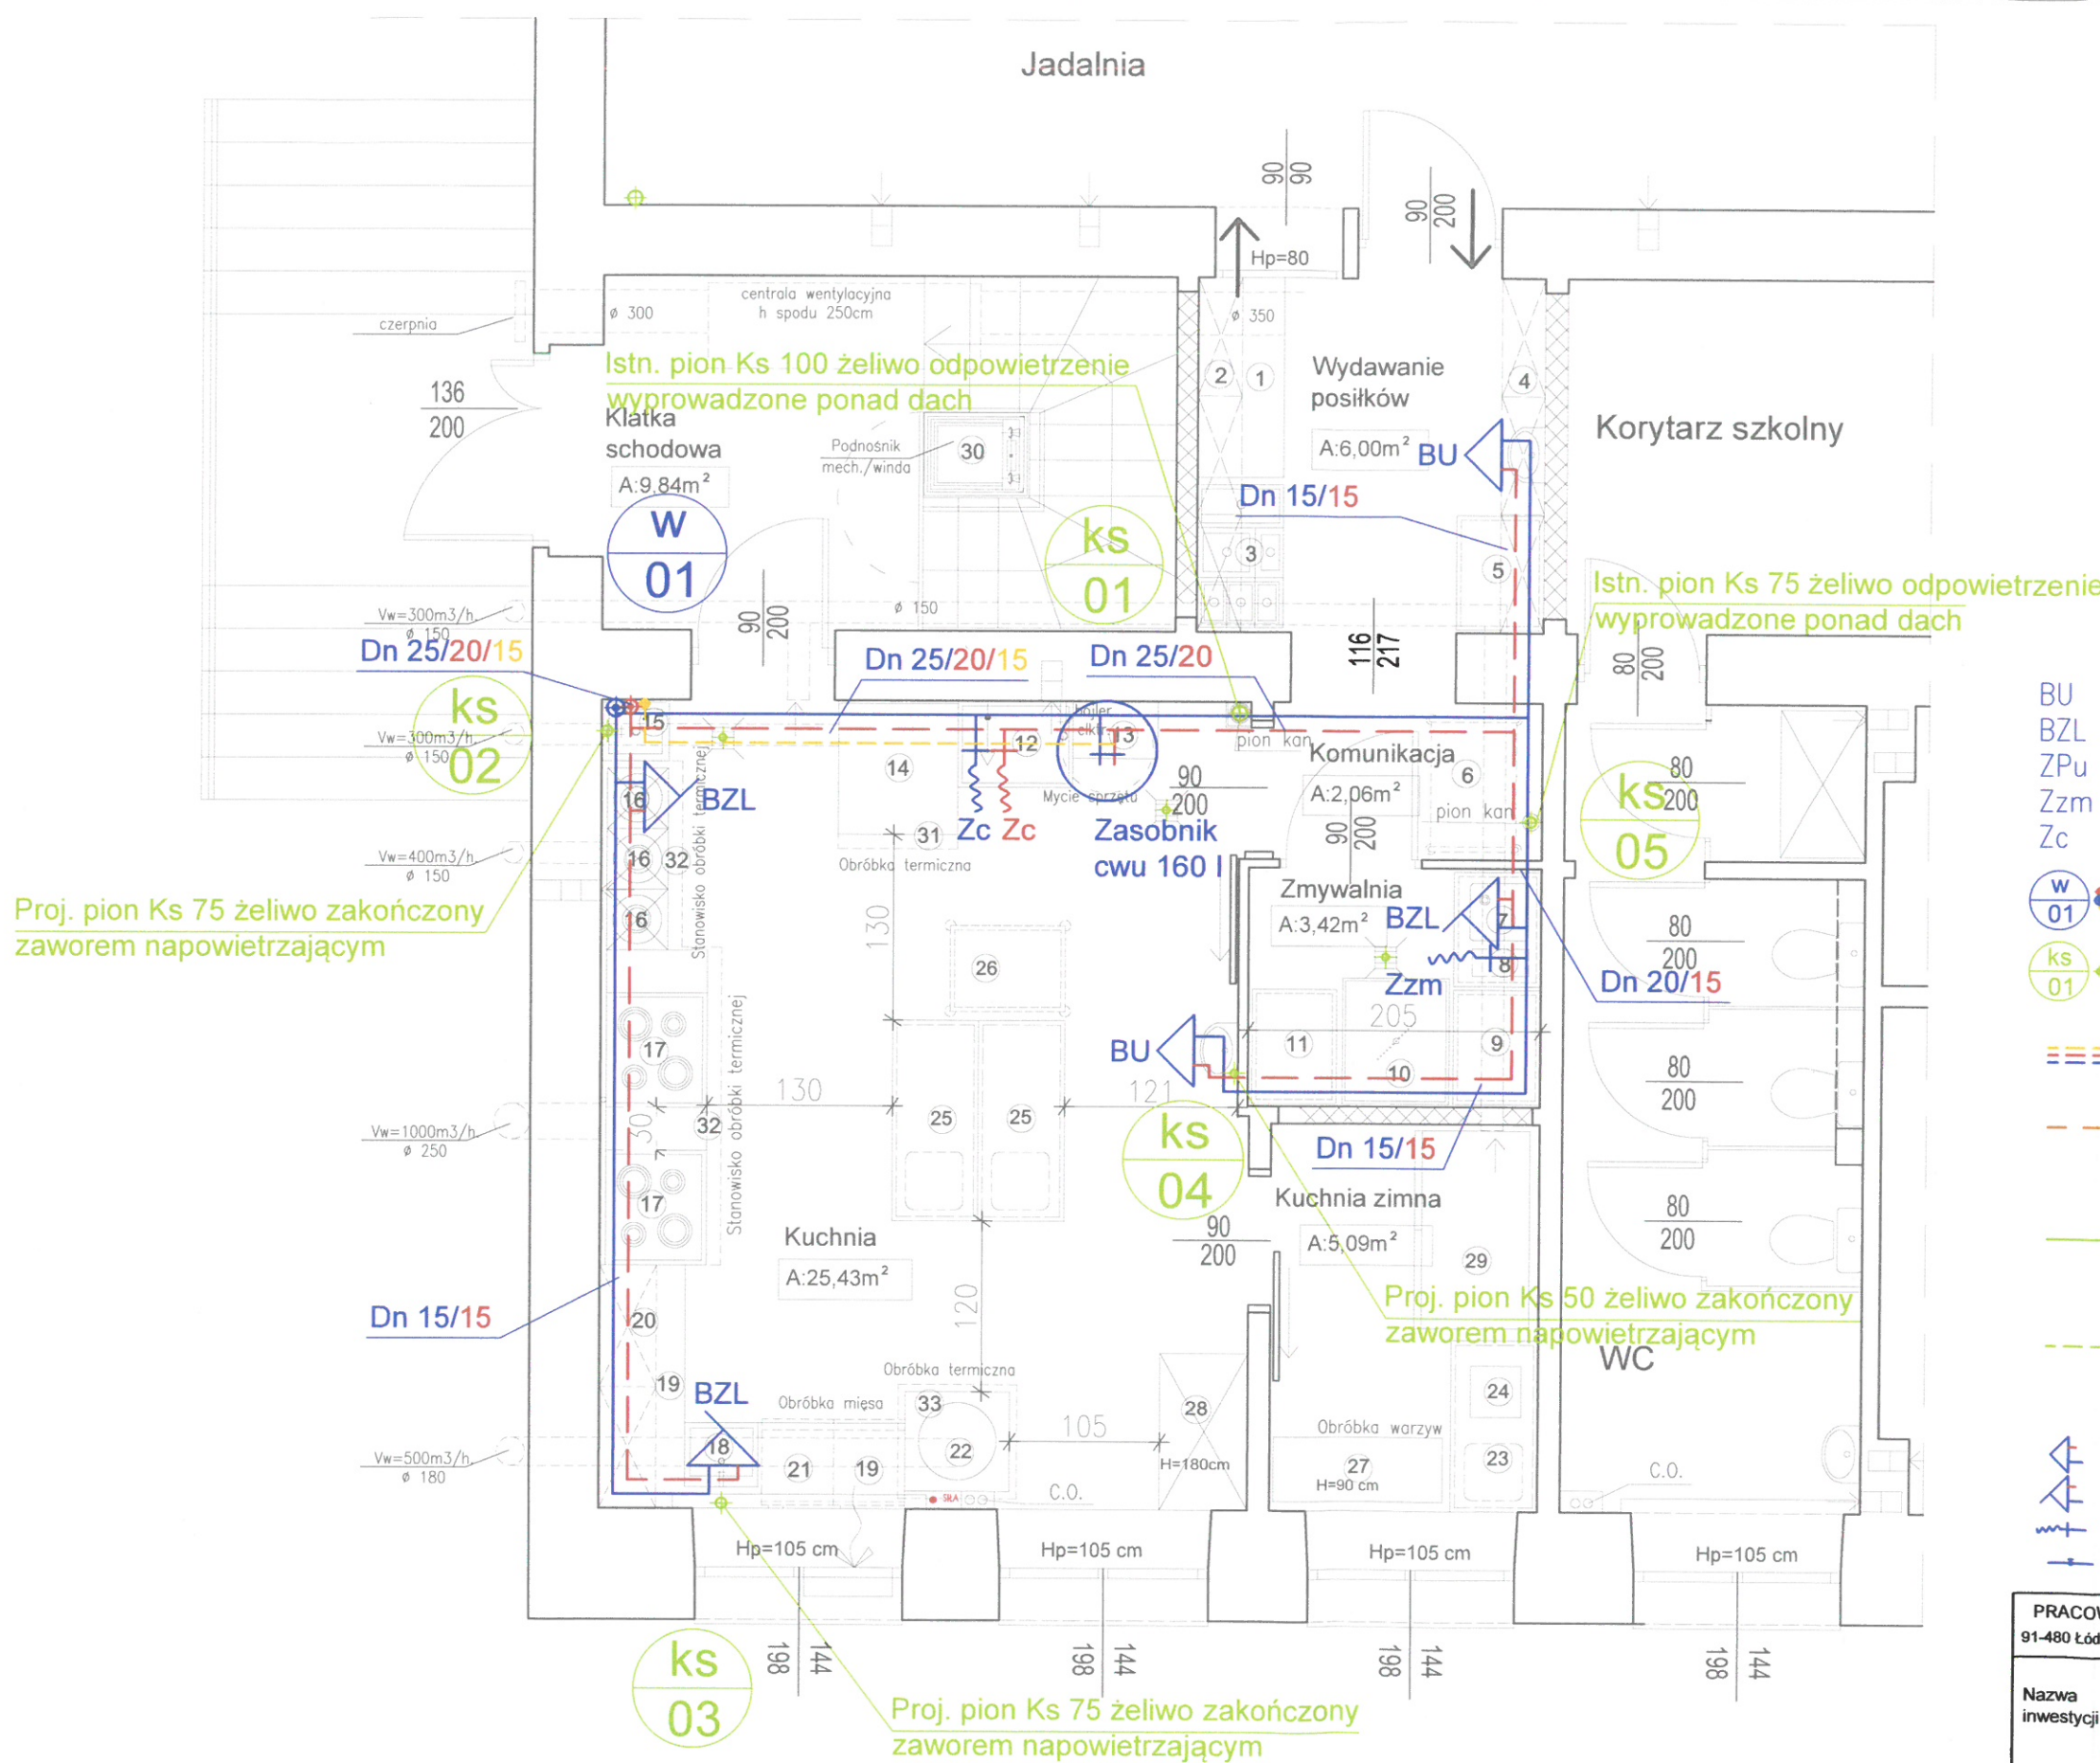 Jadalnia
90
90
90
200
Hp=80
czerpnia
ø 300
centrala wentylacyjna
h spodu 250cm
ø 350
Istn. pion Ks 100 żeliwo odpowietrzenie
wyprowadzone ponad dach
136
200
Klatka
schodowa
A:9,84m²
Podnośnik
mech./winda
30
2
1
Wydawanie
posiłków
A:6,00m²
4
BU
Korytarz szkolny
Dn 15/15
W
01
ks
01
3
5
Istn. pion Ks 75 żeliwo odpowietrzenie
wyprowadzone ponad dach
Vw=300m3/h
ø 150
90
200
ø 150
116
217
80
200
Dn 25/20/15
Dn 25/20/15
Dn 25/20
ks
02
Vw=300m3/h
ø 150
15
14
12
bojler
elktr.
13
pion kan
Komunikacja
A:2,06m²
6
pion kan
BU
BZL
ZPu
Zzm
Zc
16
BZL
Stanowisko obróbki termicznej
Zc Zc
Mycie sprzętu
Zasobnik
cwu 160 l
90
200
90
200
ks
05
80
200
Vw=400m3/h
ø 150
16
32
31
Obróbka termiczna
16
130
Zmywalnia
A:3,42m²
BZL
7
8
Zzm
80
200
Dn 20/15
W
01
ks
01
Proj. pion Ks 75 żeliwo zakończony
zaworem napowietrzającym
26
205
11
10
9
BU
17
Stanowisko obróbki termicznej
130
25
25
121
80
200
Vw=1000m3/h
ø 250
30
32
17
ks
04
Dn 15/15
Kuchnia zimna
A:5,09m²
90
200
29
80
200
Kuchnia
A:25,43m²
120
Proj. pion Ks 50 żeliwo zakończony
zaworem napowietrzającym
WC
Dn 15/15
20
19
BZL
Obróbka termiczna
Obróbka mięsa
33
22
105
28
H=180cm
24
Obróbka warzyw
27
H=90 cm
23
Vw=500m3/h
ø 180
18
21
19
SIŁA
C.O.
C.O.
Hp=105 cm
Hp=105 cm
Hp=105 cm
Hp=105 cm
198
144
198
144
198
144
198
144
ks
03
Proj. pion Ks 75 żeliwo zakończony
zaworem napowietrzającym
91-480
Nazwa
inwestycji